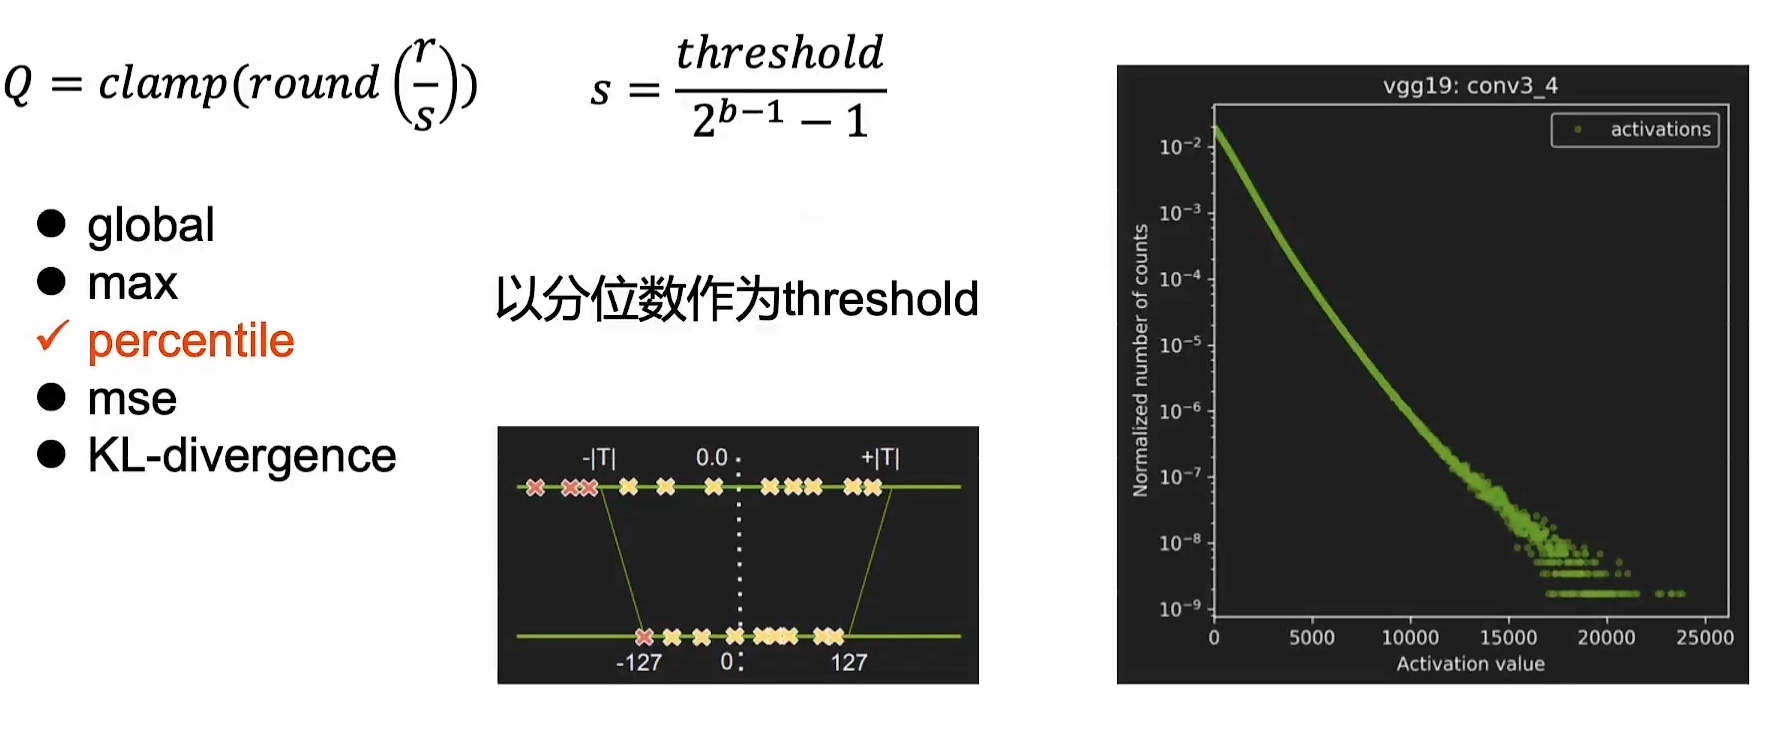 Q = clamp(round(r/s))
s = threshold / 2^{b-1} - 1
● global
● max
✓ percentile
● mse
● KL-divergence
以分位数作为threshold
-|T| 0.0 +|T|
-127 0 127
vgg19: conv3_4
activations
Normalized number of counts
10^{-2}
10^{-3}
10^{-4}
10^{-5}
10^{-6}
10^{-7}
10^{-8}
10^{-9}
0 5000 10000 15000 20000 25000
Activation value